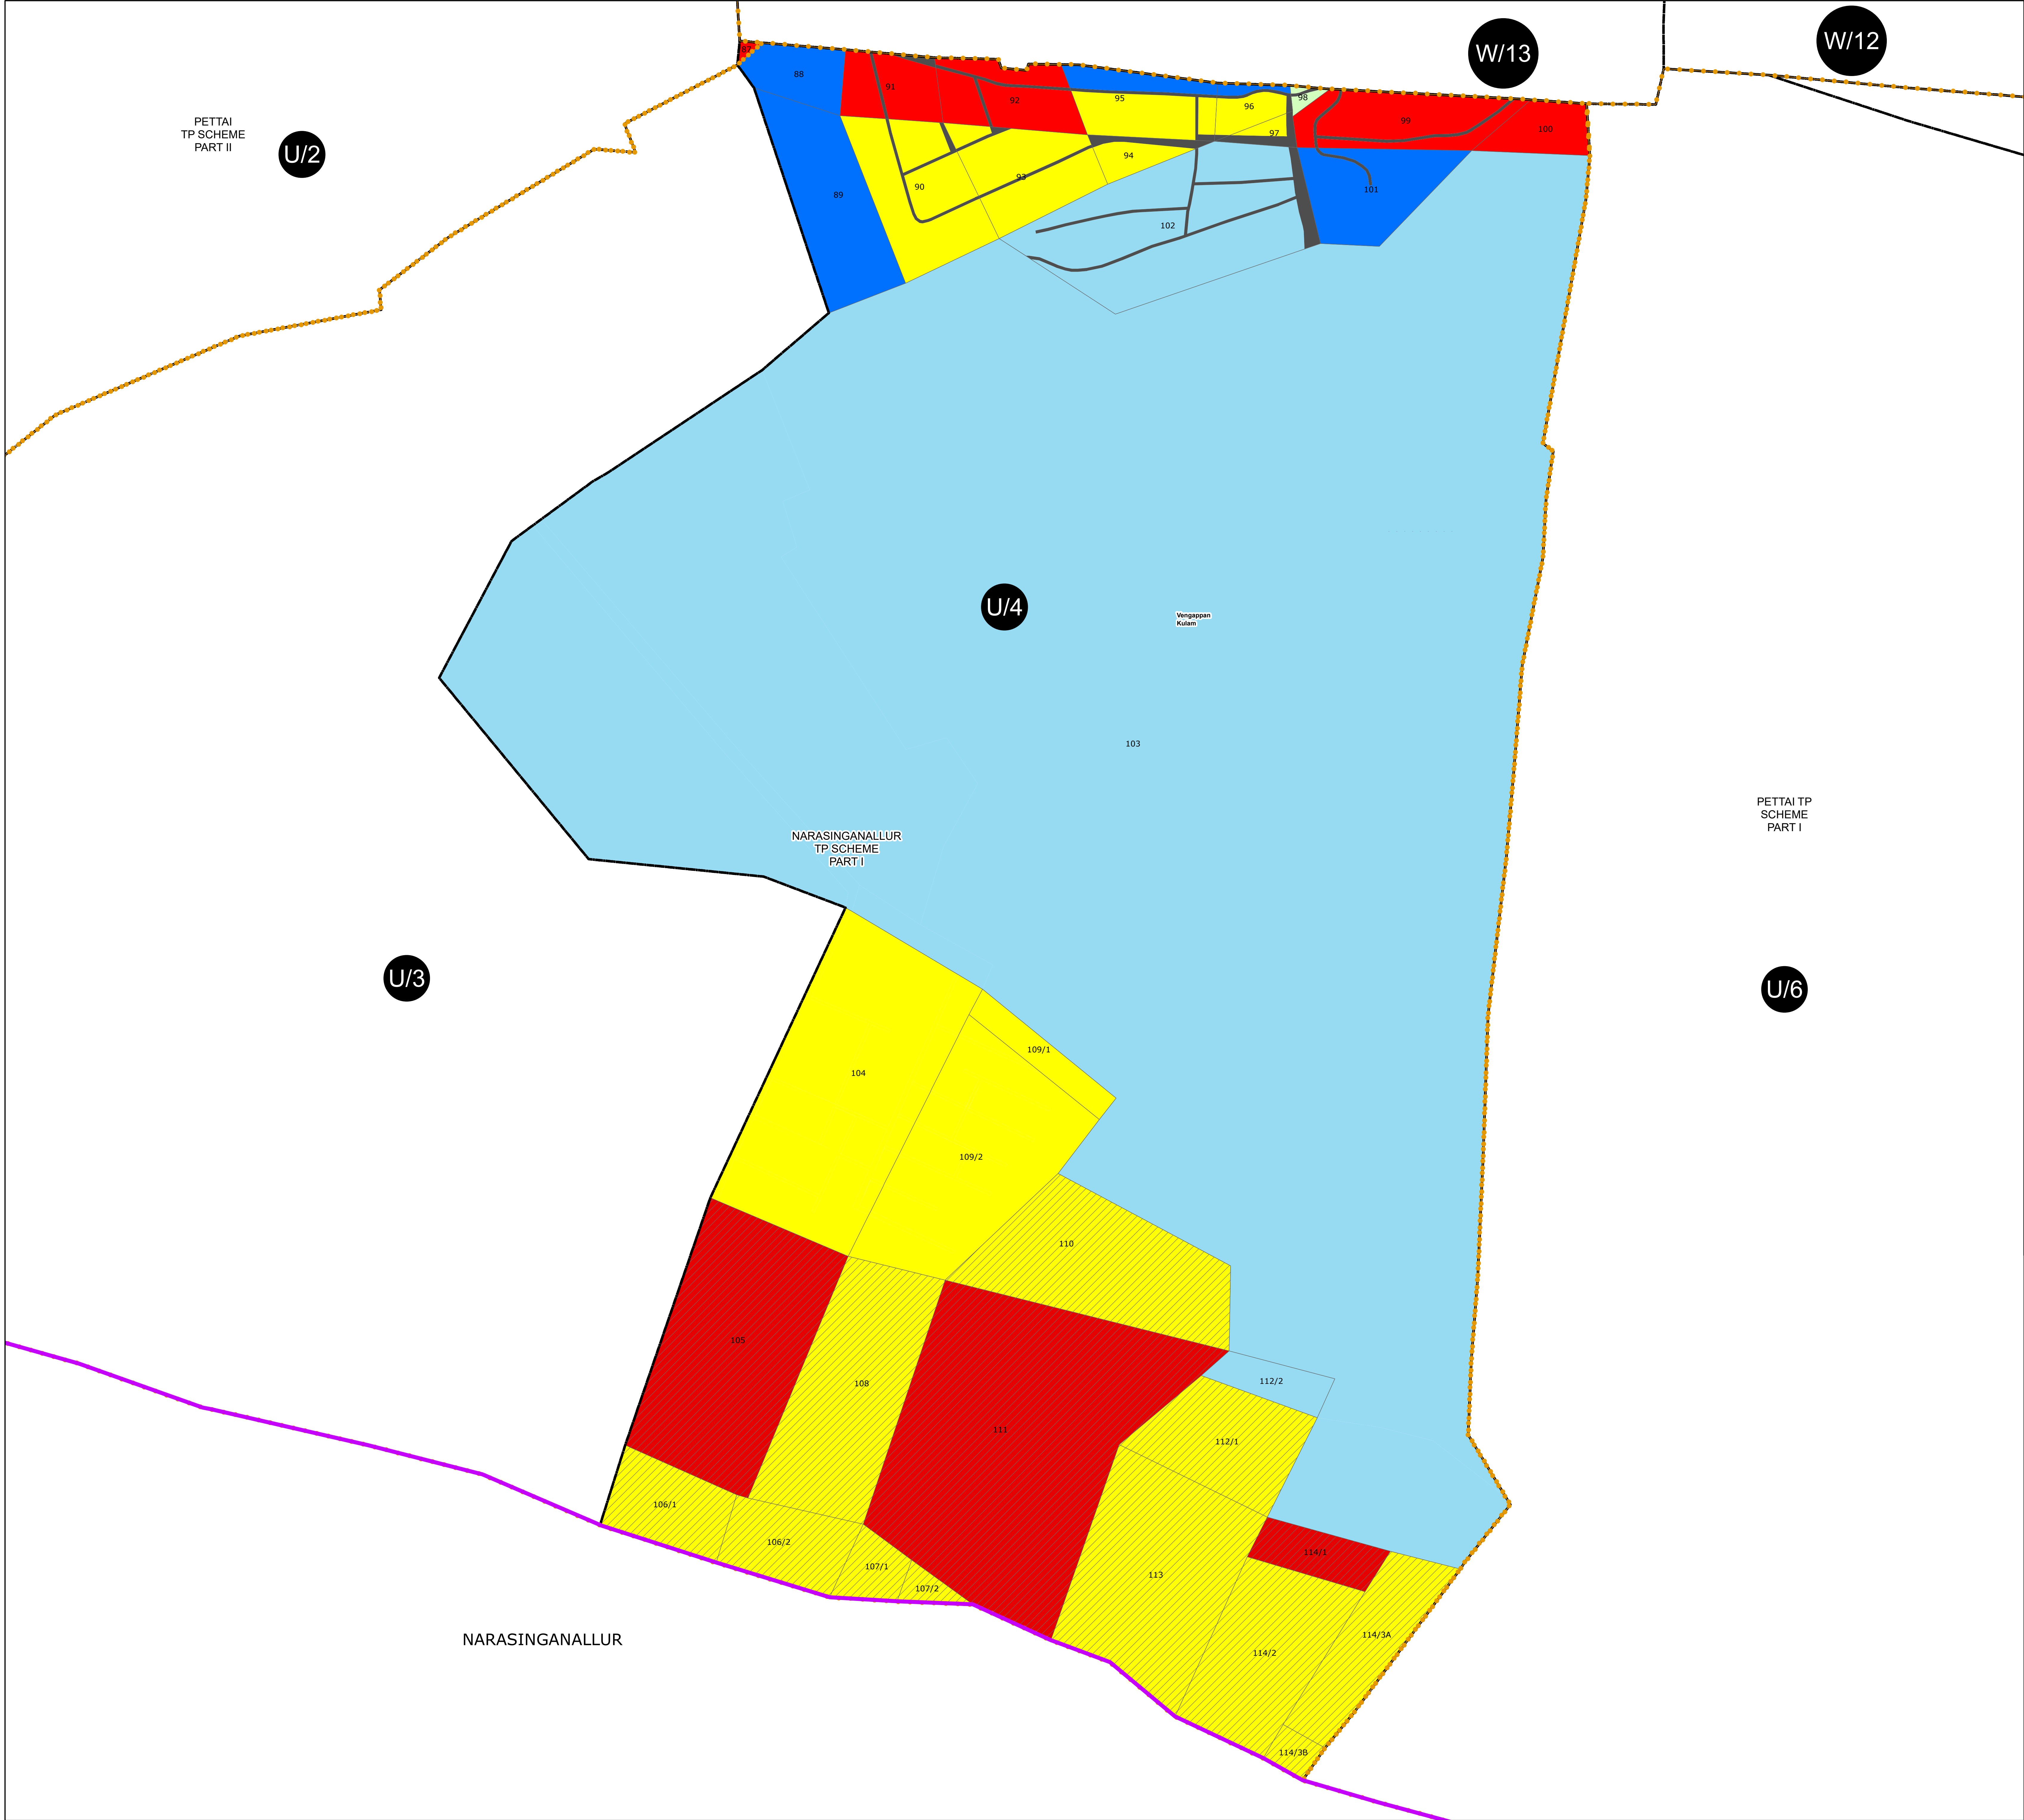 W/13
W/12
87
88
91
92
95
96
98
99
100
PETTAI
TP SCHEME
PART II
U/2
97
94
90
93
89
101
102
U/4
Vengappan
Kulam
103
PETTAI TP
SCHEME
PART I
NARASINGANALLUR
TP SCHEME
PART I
U/3
U/6
109/1
104
109/2
110
105
108
112/2
111
112/1
106/1
106/2
114/1
107/1
113
107/2
NARASINGANALLUR
114/3A
114/2
114/3B